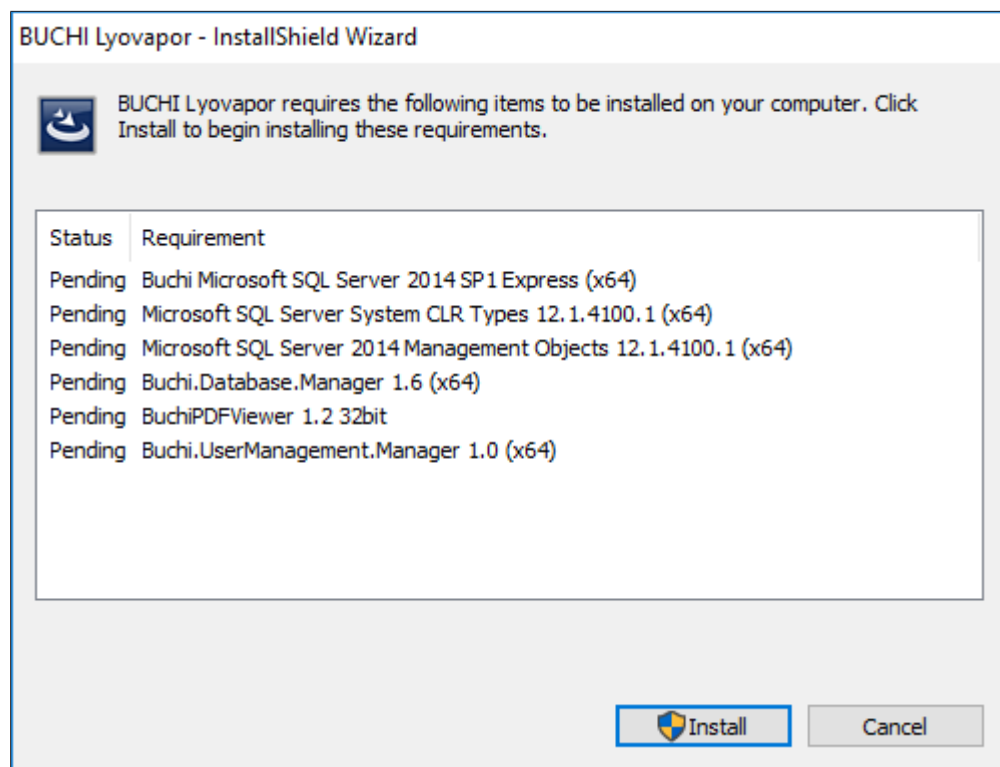 BUCHI Lyovapor - InstallShield Wizard
BUCHI Lyovapor requires the following items to be installed on your computer. Click
Install to begin installing these requirements.
Status Requirement
Pending Buchi Microsoft SQL Server 2014 SP1 Express (x64)
Pending Microsoft SQL Server System CLR Types 12.1.4100.1 (x64)
Pending Microsoft SQL Server 2014 Management Objects 12.1.4100.1 (x64)
Pending Buchi.Database.Manager 1.6 (x64)
Pending BuchiPDFViewer 1.2 32bit
Pending Buchi.UserManagement.Manager 1.0 (x64)
Install Cancel